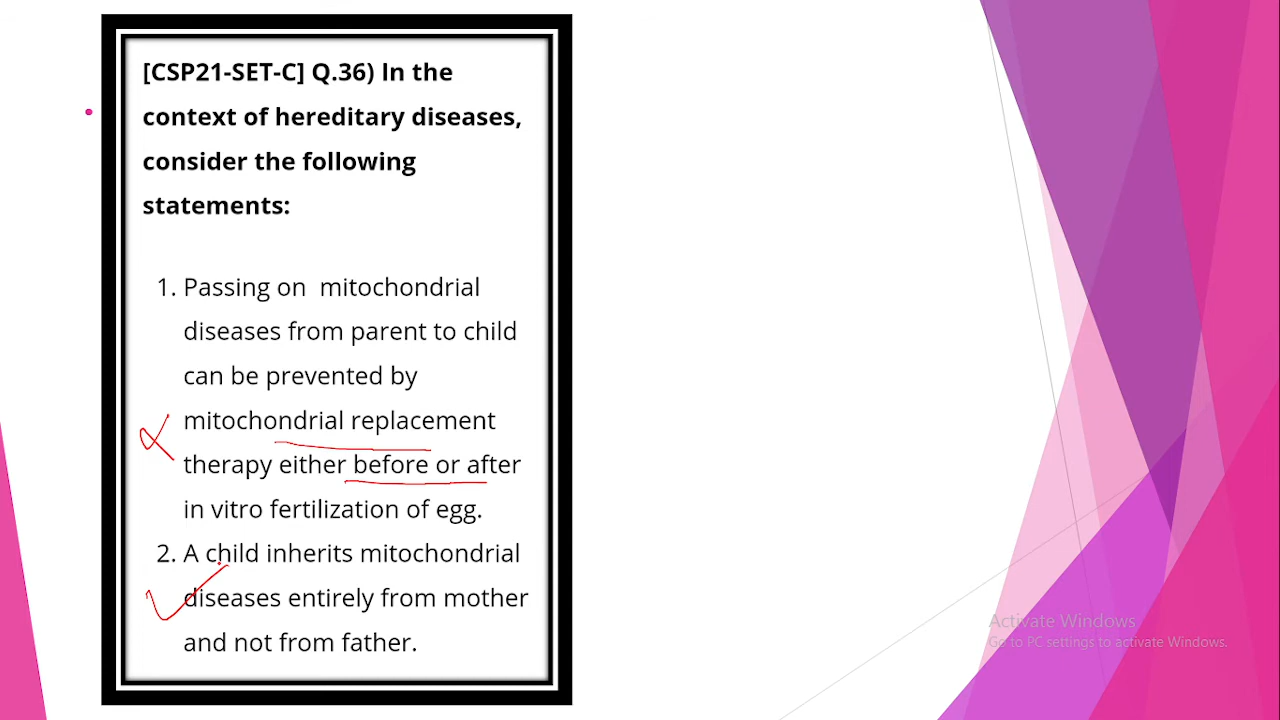 [CSP21-SET-C] Q.36) In the
context of hereditary diseases,
consider the following
statements:
1. Passing on mitochondrial
diseases from parent to child
can be prevented by
mitochondrial replacement
therapy either before or after
in vitro fertilization of egg.
2. A child inherits mitochondrial
diseases entirely from mother
and not from father.
Activate Windows
Go to PC settings to activate Windows.